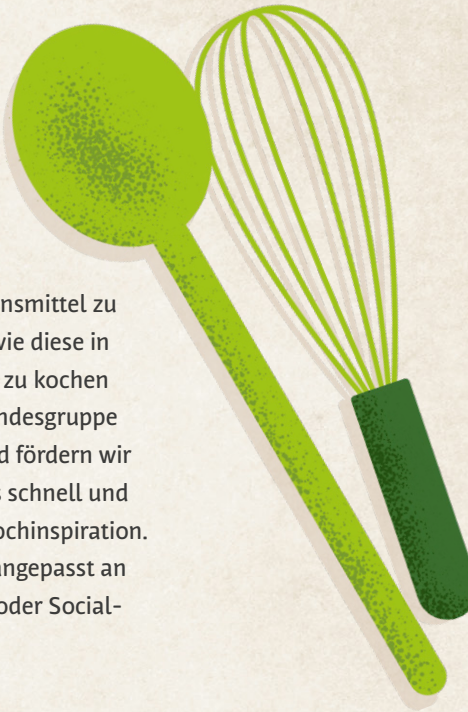 nsmittel zu
wie diese in
zu kochen
ndesgruppe
d fördern wir
s schnell und
ochinspiration.
angepasst an
oder Social-